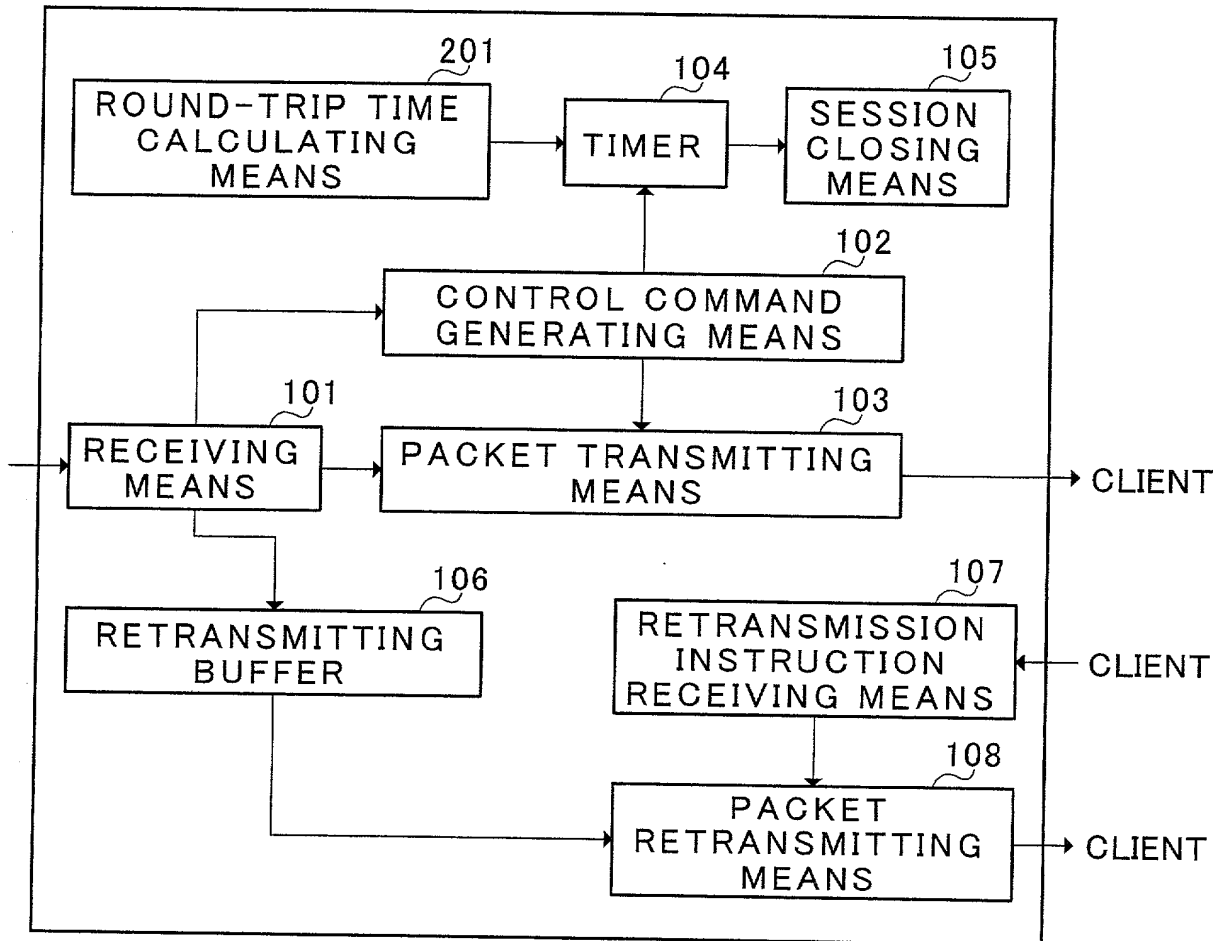 201
104
105
ROUND-TRIP TIME
CALCULATING
MEANS
TIMER
SESSION
CLOSING
MEANS
102
CONTROL COMMAND
GENERATING MEANS
101
103
RECEIVING
MEANS
PACKET TRANSMITTING
MEANS
CLIENT
106
107
RETRANSMITTING
BUFFER
RETRANSMISSION
INSTRUCTION
RECEIVING MEANS
CLIENT
108
PACKET
RETRANSMITTING
MEANS
CLIENT